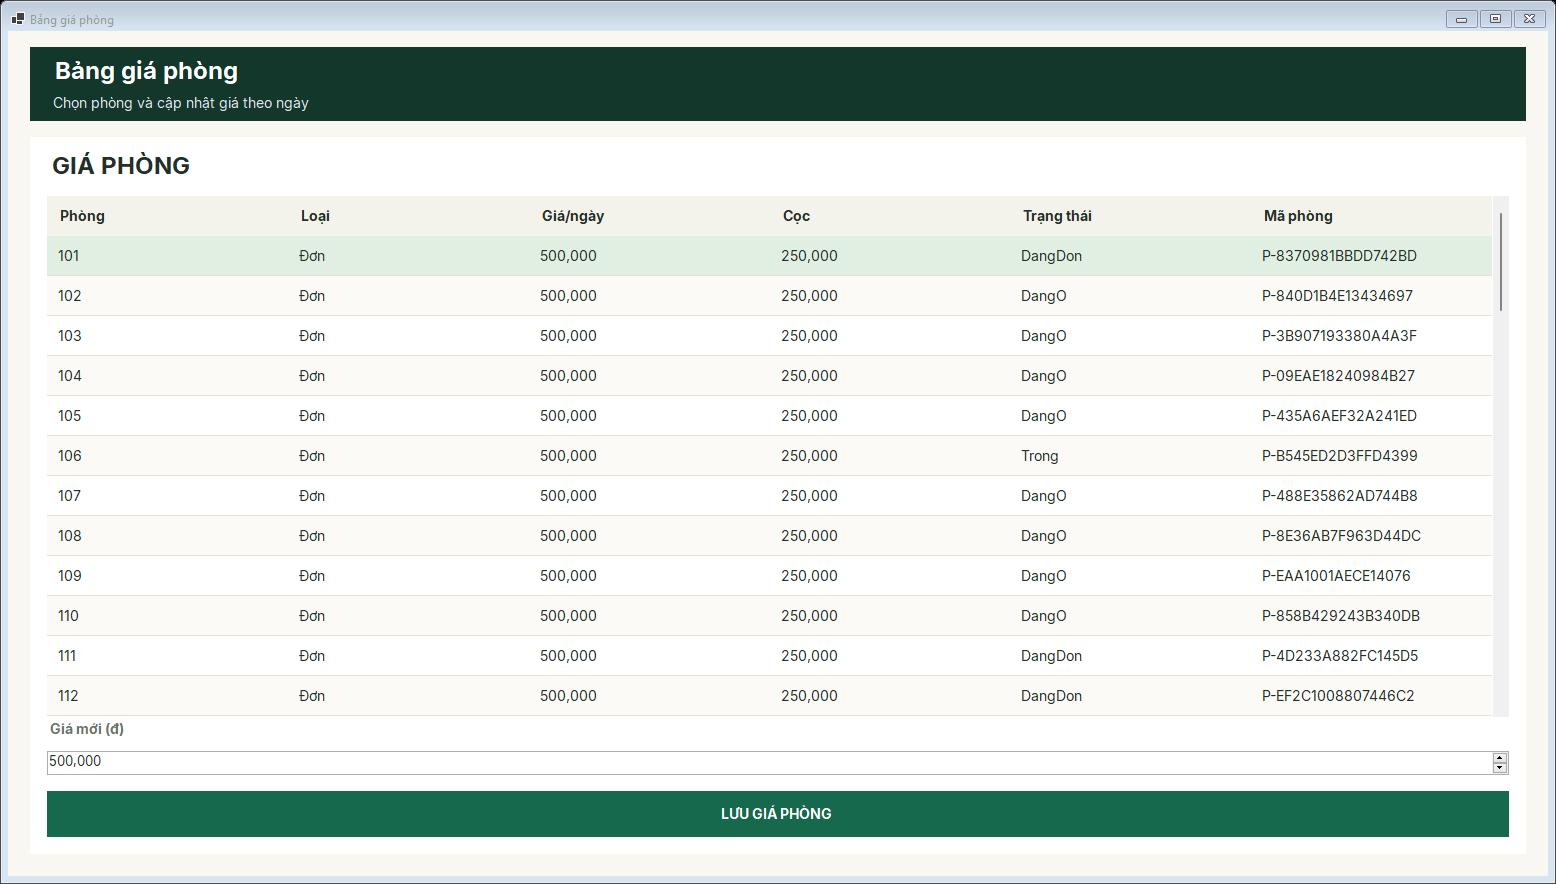 Bảng giá phòng
Bảng giá phòng
Chọn phòng và cập nhật giá theo ngày
GIÁ PHÒNG
Phòng Loại Giá/ngày Cọc Trạng thái Mã phòng
101 Đơn 500,000 250,000 DangDon P-8370981BBDD742BD
102 Đơn 500,000 250,000 DangO P-840D1B4E13434697
103 Đơn 500,000 250,000 DangO P-3B907193380A4A3F
104 Đơn 500,000 250,000 DangO P-09EAE18240984B27
105 Đơn 500,000 250,000 DangO P-435A6AEF32A241ED
106 Đơn 500,000 250,000 Trong P-B545ED2D3FFD4399
107 Đơn 500,000 250,000 DangO P-488E35862AD744B8
108 Đơn 500,000 250,000 DangO P-8E36AB7F963D44DC
109 Đơn 500,000 250,000 DangO P-EAA1001AECE14076
110 Đơn 500,000 250,000 DangO P-858B429243B340DB
111 Đơn 500,000 250,000 DangDon P-4D233A882FC145D5
112 Đơn 500,000 250,000 DangDon P-EF2C1008807446C2
Giá mới (đ)
500,000
LƯU GIÁ PHÒNG